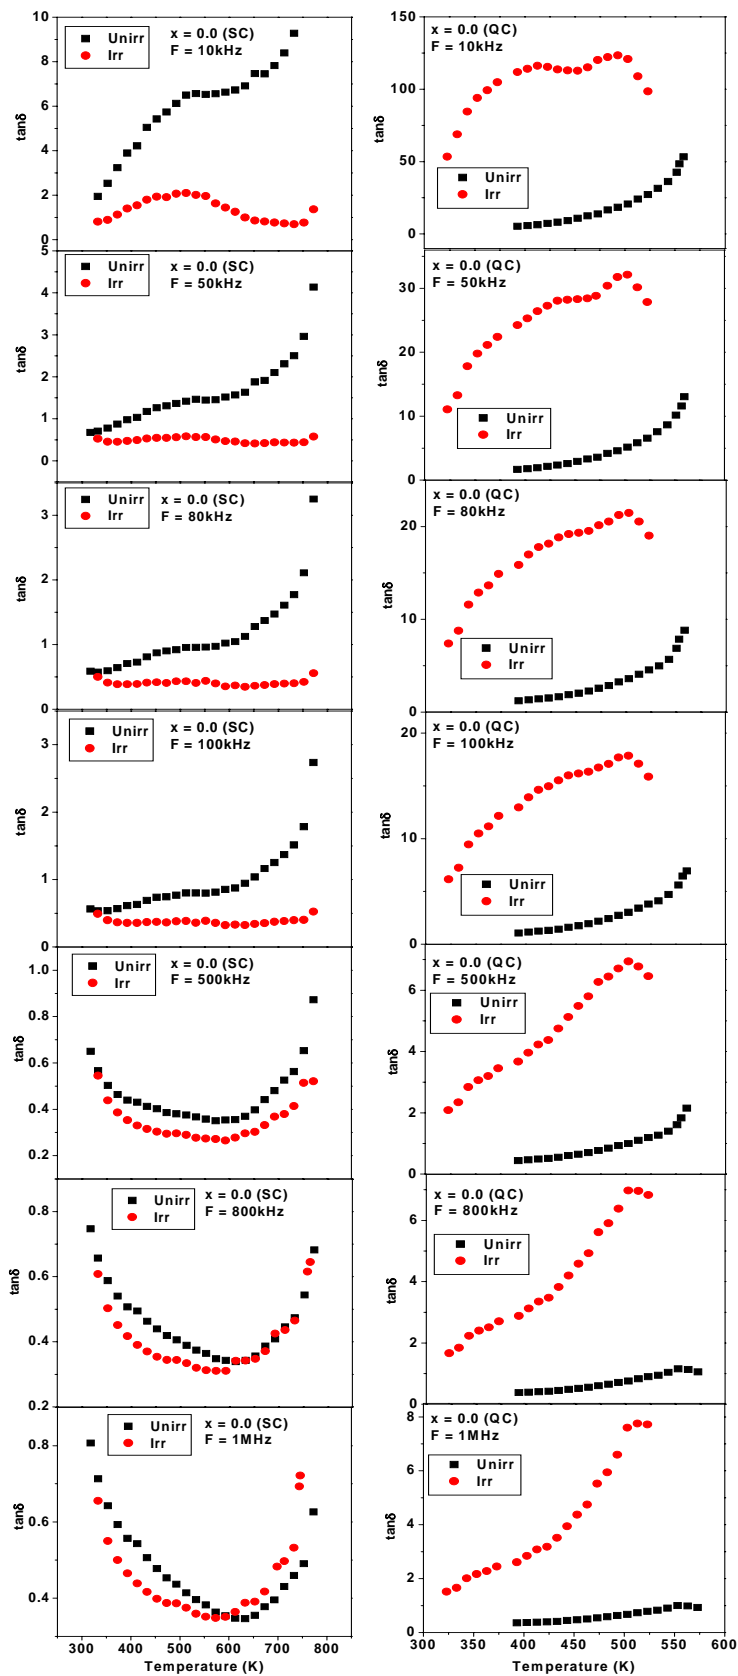 10
8
6
4
2
0
tanδ
Unirr
Irr
x = 0.0 (SC)
F = 10kHz
5
4
3
2
1
0
tanδ
Unirr
Irr
x = 0.0 (SC)
F = 50kHz
3
2
1
0
tanδ
Unirr
Irr
x = 0.0 (SC)
F = 80kHz
3
2
1
0
tanδ
Unirr
Irr
x = 0.0 (SC)
F = 100kHz
1.0
0.8
0.6
0.4
0.2
tanδ
Unirr
Irr
x = 0.0 (SC)
F = 500kHz
0.8
0.6
0.4
0.2
tanδ
Unirr
Irr
x = 0.0 (SC)
F = 800kHz
0.8
0.6
0.4
tanδ
Unirr
Irr
x = 0.0 (SC)
F = 1MHz
300 400 500 600 700 800
Temperature (K)
150
100
50
0
tanδ
x = 0.0 (QC)
F = 10kHz
Unirr
Irr
30
20
10
0
tanδ
x = 0.0 (QC)
F = 50kHz
Unirr
Irr
20
10
0
tanδ
x = 0.0 (QC)
F = 80kHz
Unirr
Irr
20
10
0
tanδ
x = 0.0 (QC)
F = 100kHz
Unirr
Irr
6
4
2
0
tanδ
x = 0.0 (QC)
F = 500kHz
Unirr
Irr
6
4
2
0
tanδ
x = 0.0 (QC)
F = 800kHz
Unirr
Irr
8
6
4
2
0
tanδ
x = 0.0 (QC)
F = 1MHz
Unirr
Irr
300 350 400 450 500 550 600
Temperature (K)